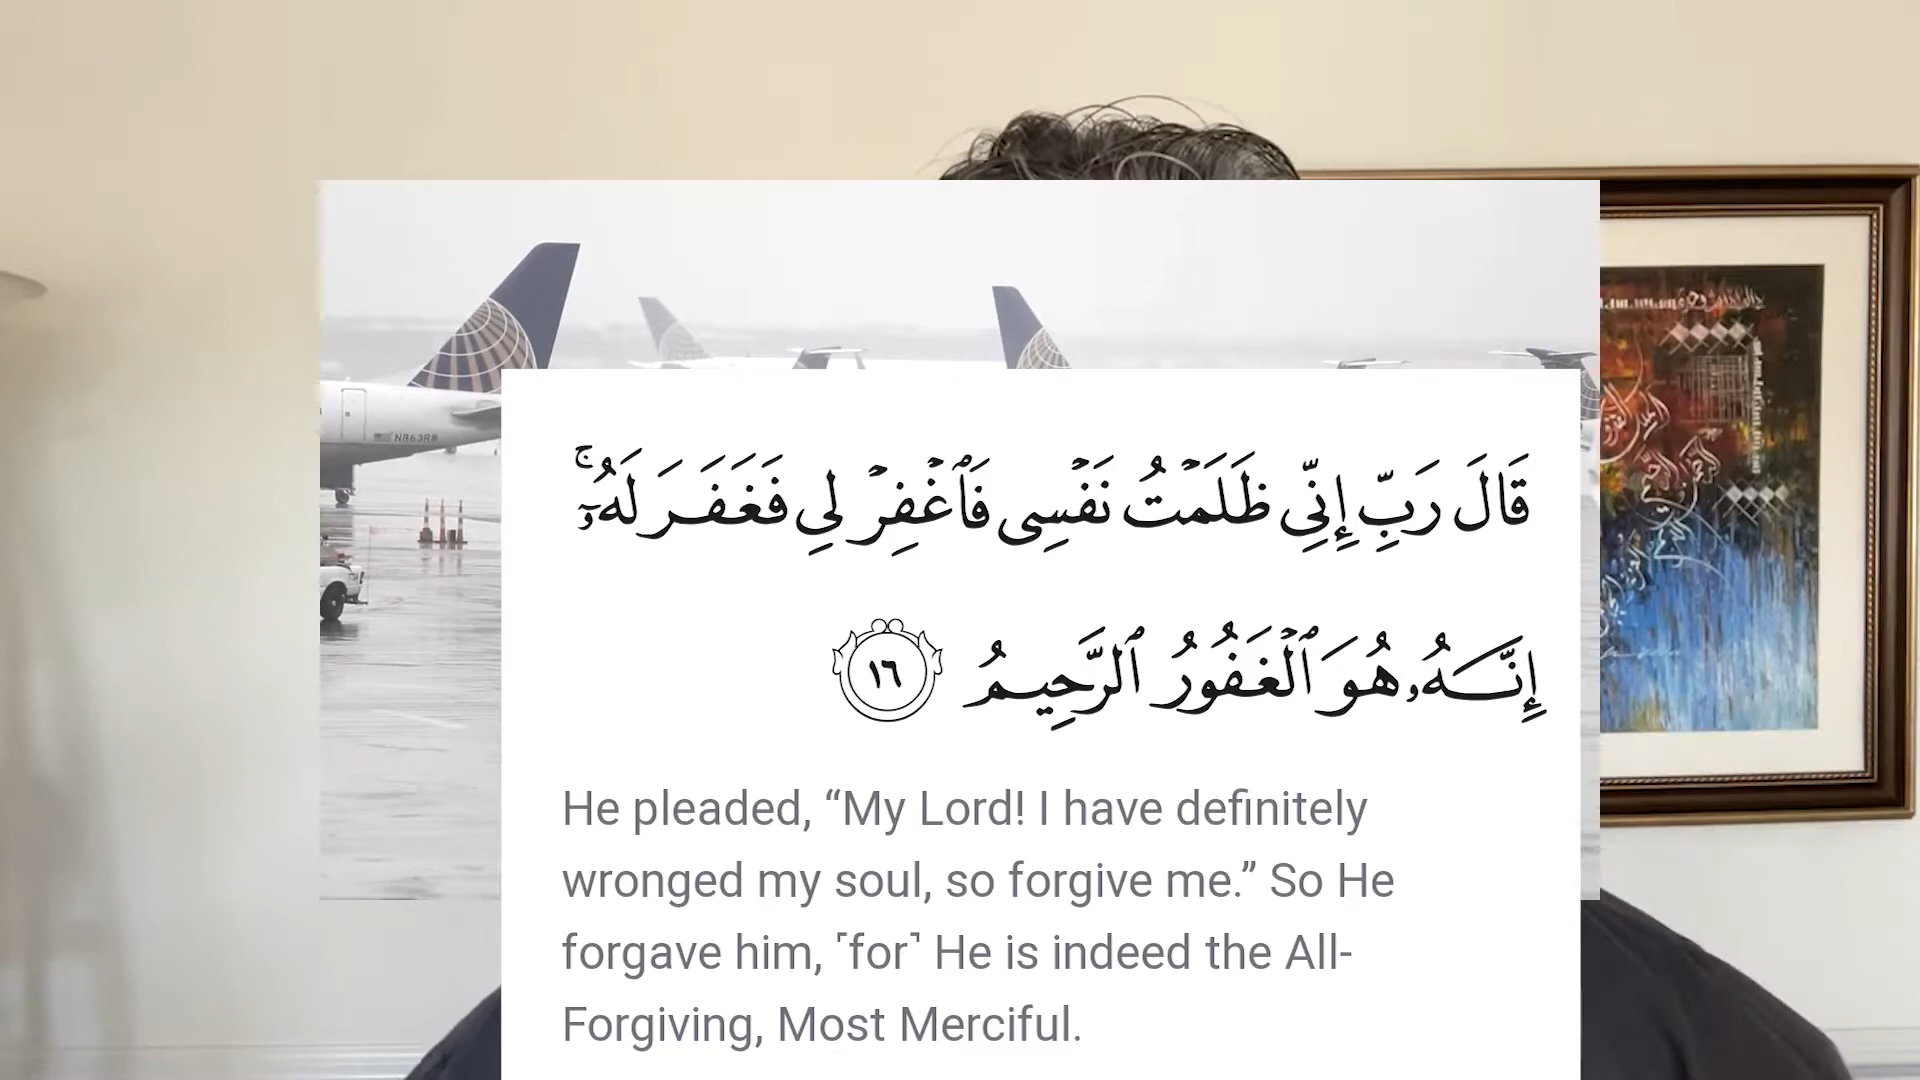 N863RW
قَالَ رَبِّ إِنِّى ظَلَمْتُ نَفْسِى فَٱغْفِرْ لِى فَغَفَرَ لَهُۥٓ ۚ
إِنَّهُۥ هُوَ ٱلْغَفُورُ ٱلرَّحِيمُ ١٦
He pleaded, “My Lord! I have definitely
wronged my soul, so forgive me.” So He
forgave him, ˹for˺ He is indeed the All-
Forgiving, Most Merciful.